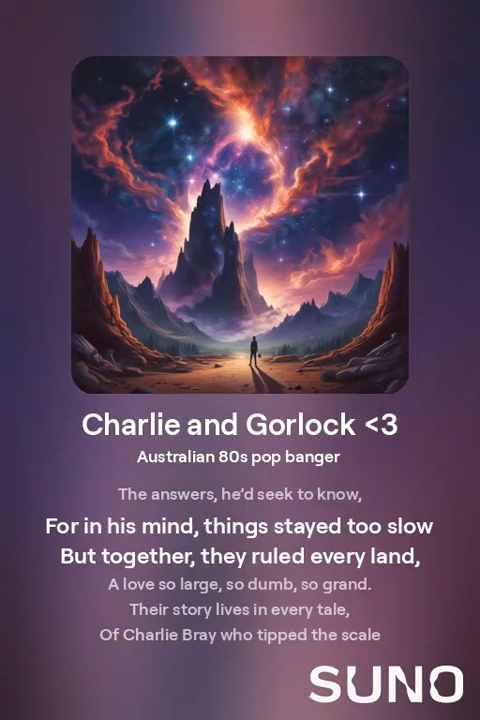 Charlie and Gorlock <3
Australian 80s pop banger
The answers, he'd seek to know,
For in his mind, things stayed too slow
But together, they ruled every land,
A love so large, so dumb, so grand.
Their story lives in every tale,
Of Charlie Bray who tipped the scale
SUNO